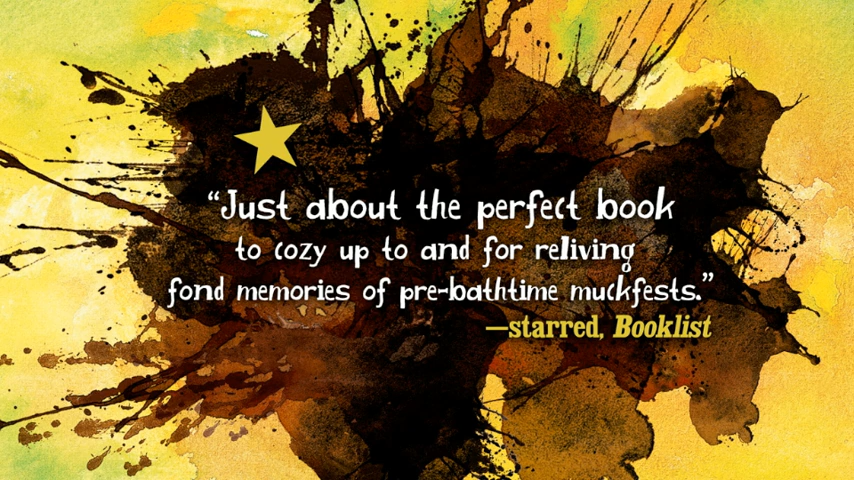 “Just about the perfect book
to cozy up to and for reliving
fond memories of pre-bathtime muckfests.”
—starred, Booklist